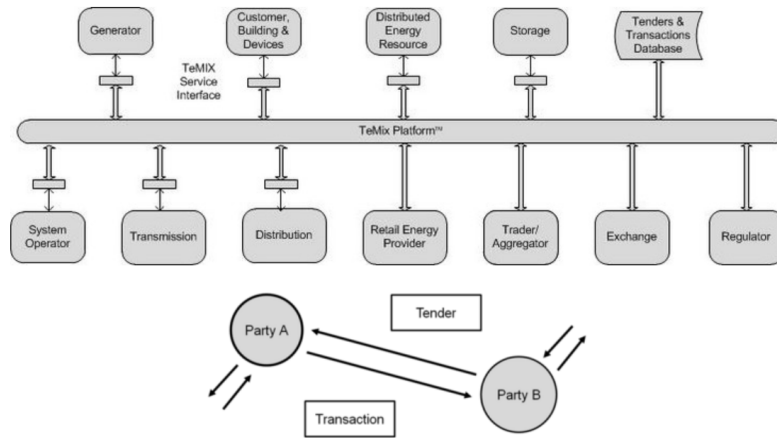 Generator
Customer,
Building &
Devices
Distributed
Energy
Resource
Storage
Tenders &
Transactions
Database
TeMIX
Service
Interface
TeMix Platform™
System
Operator
Transmission
Distribution
Retail Energy
Provider
Trader/
Aggregator
Exchange
Regulator
Tender
Party A
Party B
Transaction